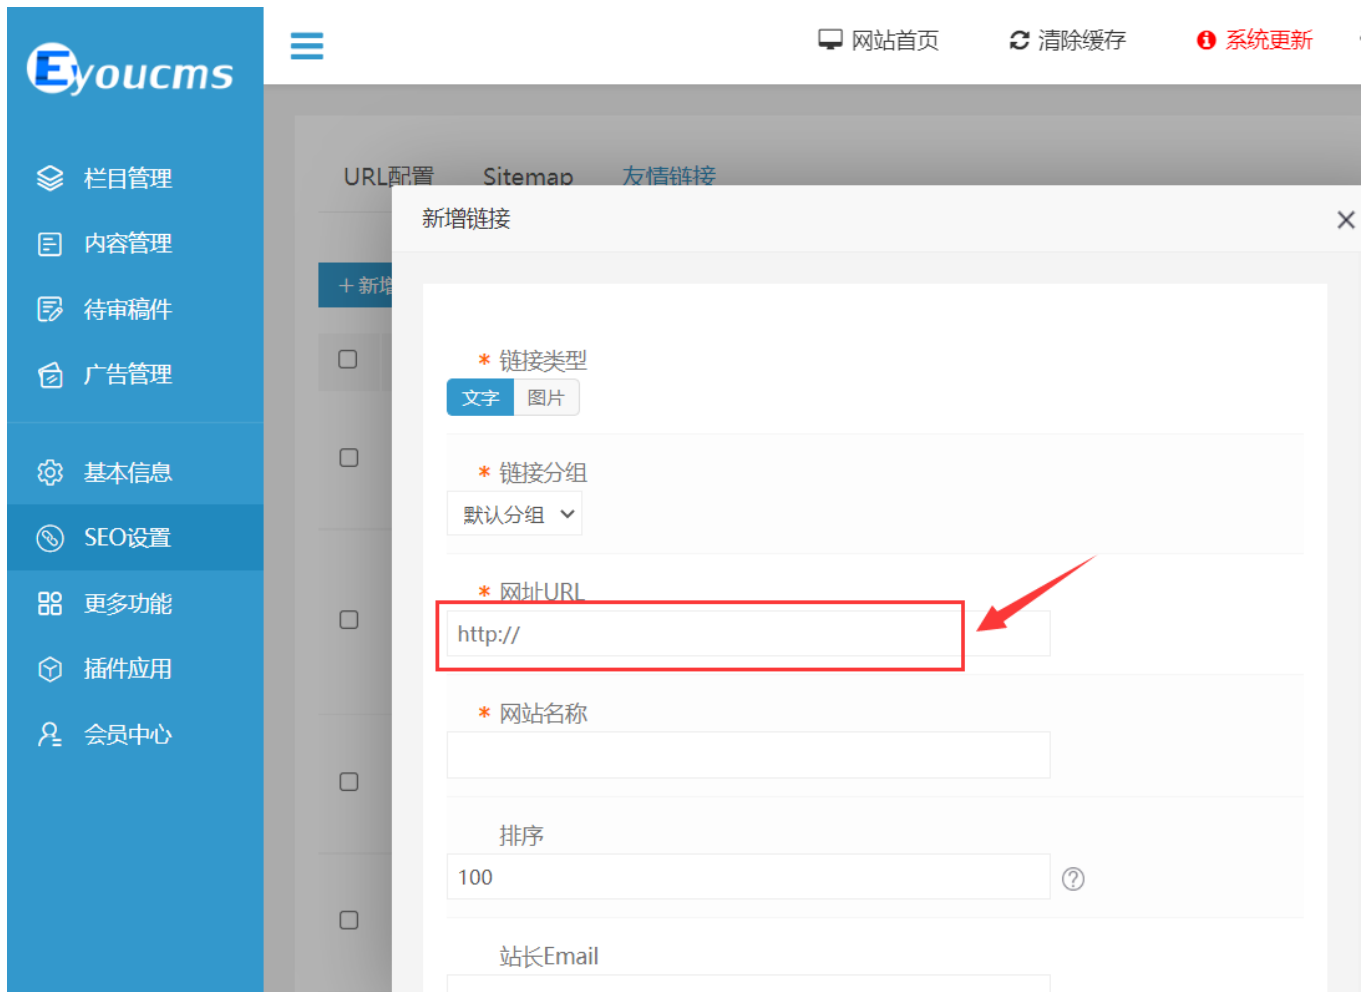 Eyoucms
网站首页
清除缓存
系统更新
栏目管理
内容管理
待审稿件
广告管理
基本信息
SEO设置
更多功能
插件应用
会员中心
URL配置 Sitemap 友情链接
+新增
新增链接
* 链接类型
文字 图片
* 链接分组
默认分组
* 网址URL
http://
* 网站名称
排序
100
站长Email